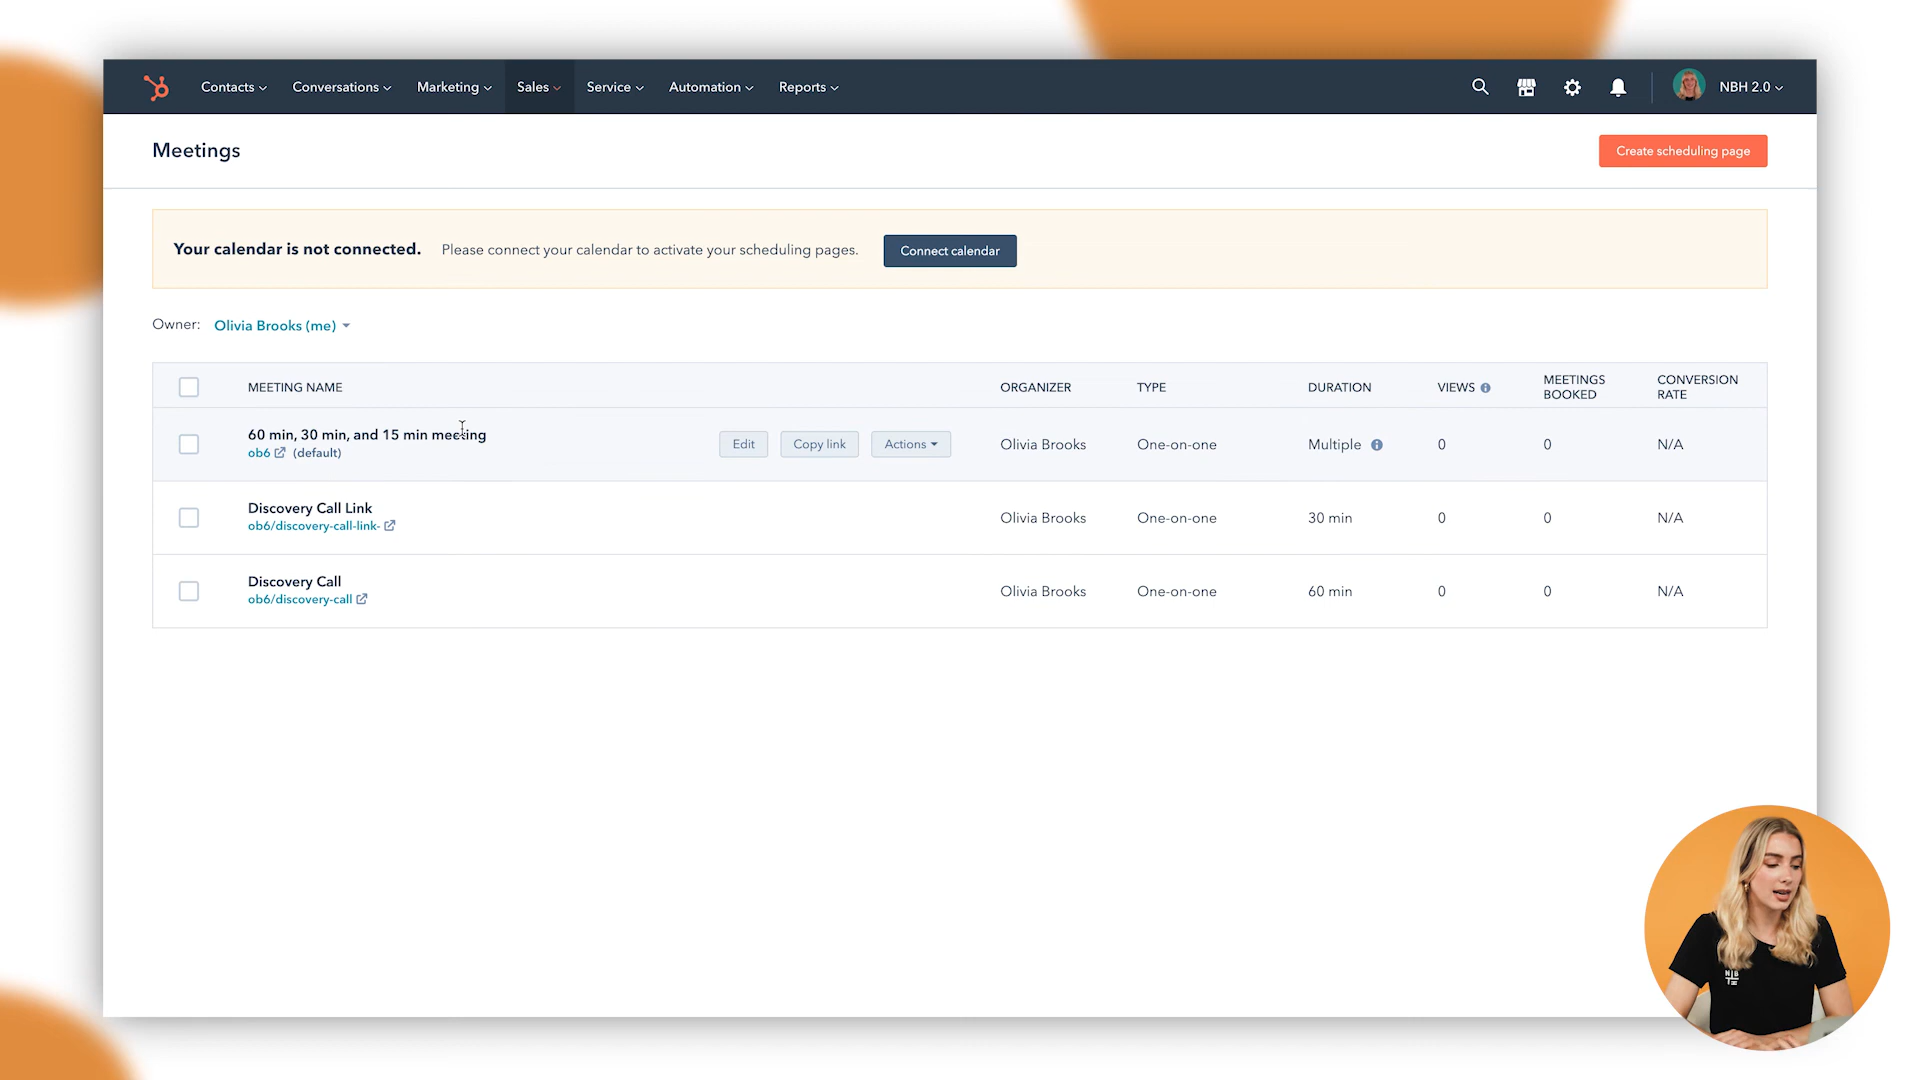 Contacts Conversations Marketing Sales Service Automation Reports NBH 2.0
Meetings
Create scheduling page
Your calendar is not connected. Please connect your calendar to activate your scheduling pages. Connect calendar
Owner: Olivia Brooks (me)
MEETING NAME ORGANIZER TYPE DURATION VIEWS MEETINGS BOOKED CONVERSION RATE
60 min, 30 min, and 15 min meeting
ob6 (default)
Edit Copy link Actions Olivia Brooks One-on-one Multiple 0 0 N/A
Discovery Call Link
ob6/discovery-call-link-
Olivia Brooks One-on-one 30 min 0 0 N/A
Discovery Call
ob6/discovery-call
Olivia Brooks One-on-one 60 min 0 0 N/A